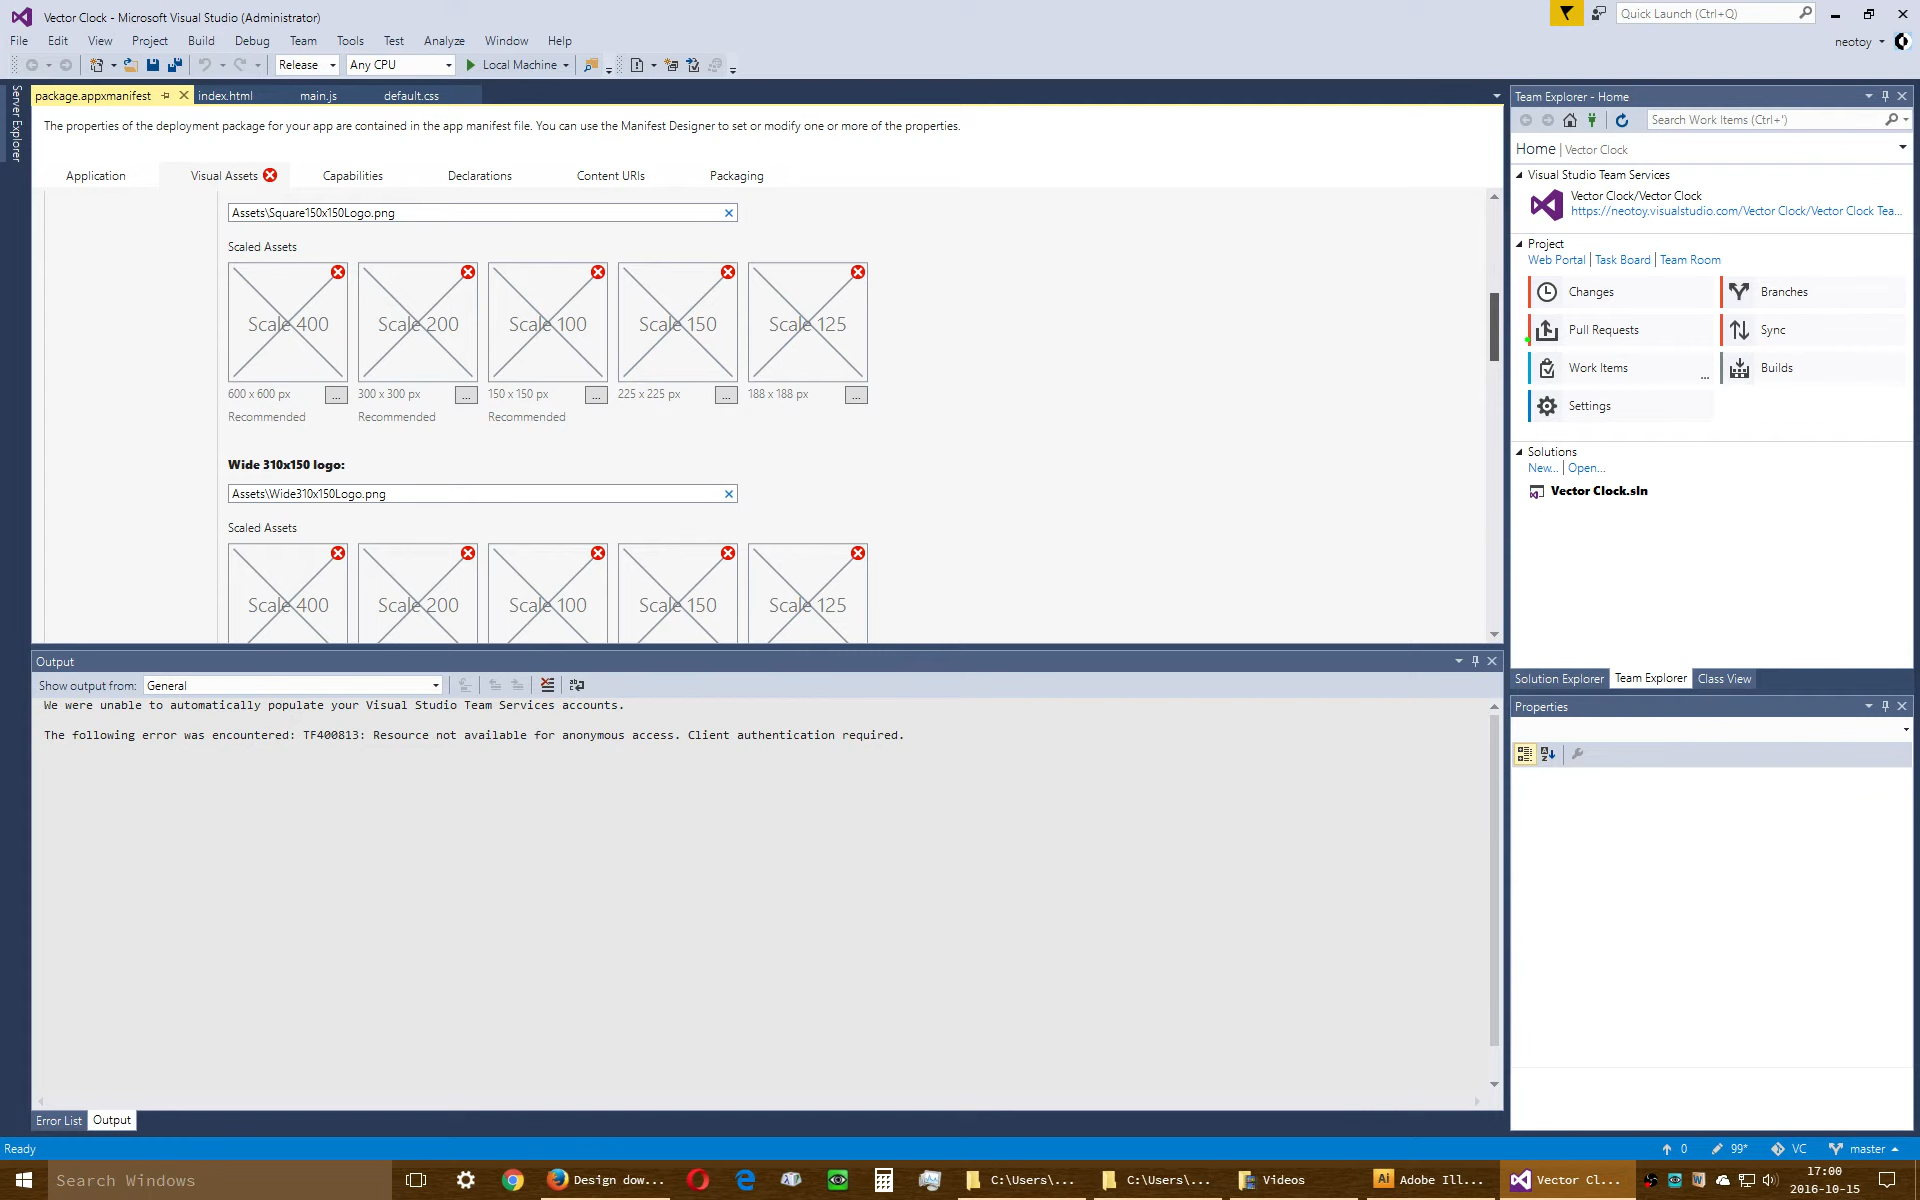 Vector Clock - Microsoft Visual Studio (Administrator)
Quick Launch (Ctrl+Q)
File Edit View Project Build Debug Team Tools Test Analyze Window Help
neotoy
Release Any CPU Local Machine
Server Explorer
package.appxmanifest index.html main.js default.css
The properties of the deployment package for your app are contained in the app manifest file. You can use the Manifest Designer to set or modify one or more of the properties.
Application Visual Assets Capabilities Declarations Content URIs Packaging
Assets\Square150x150Logo.png
Scaled Assets
Scale 400 Scale 200 Scale 100 Scale 150 Scale 125
600 x 600 px ... 300 x 300 px ... 150 x 150 px ... 225 x 225 px ... 188 x 188 px ...
Recommended Recommended Recommended
Wide 310x150 logo:
Assets\Wide310x150Logo.png
Scaled Assets
Scale 400 Scale 200 Scale 100 Scale 150 Scale 125
Output
Show output from: General
We were unable to automatically populate your Visual Studio Team Services accounts.
The following error was encountered: TF400813: Resource not available for anonymous access. Client authentication required.
Error List Output
Team Explorer - Home
Search Work Items (Ctrl+')
Home | Vector Clock
Visual Studio Team Services
Vector Clock/Vector Clock
https://neotoy.visualstudio.com/Vector Clock/Vector Clock Tea...
Project
Web Portal | Task Board | Team Room
Changes Branches
Pull Requests Sync
Work Items ... Builds
Settings
Solutions
New... | Open...
Vector Clock.sln
Solution Explorer Team Explorer Class View
Properties
Ready
0 99* VC master
Search Windows
Design dow...
C:\Users\...
C:\Users\...
Videos
Adobe Ill...
Vector Cl...
17:00
2016-10-15